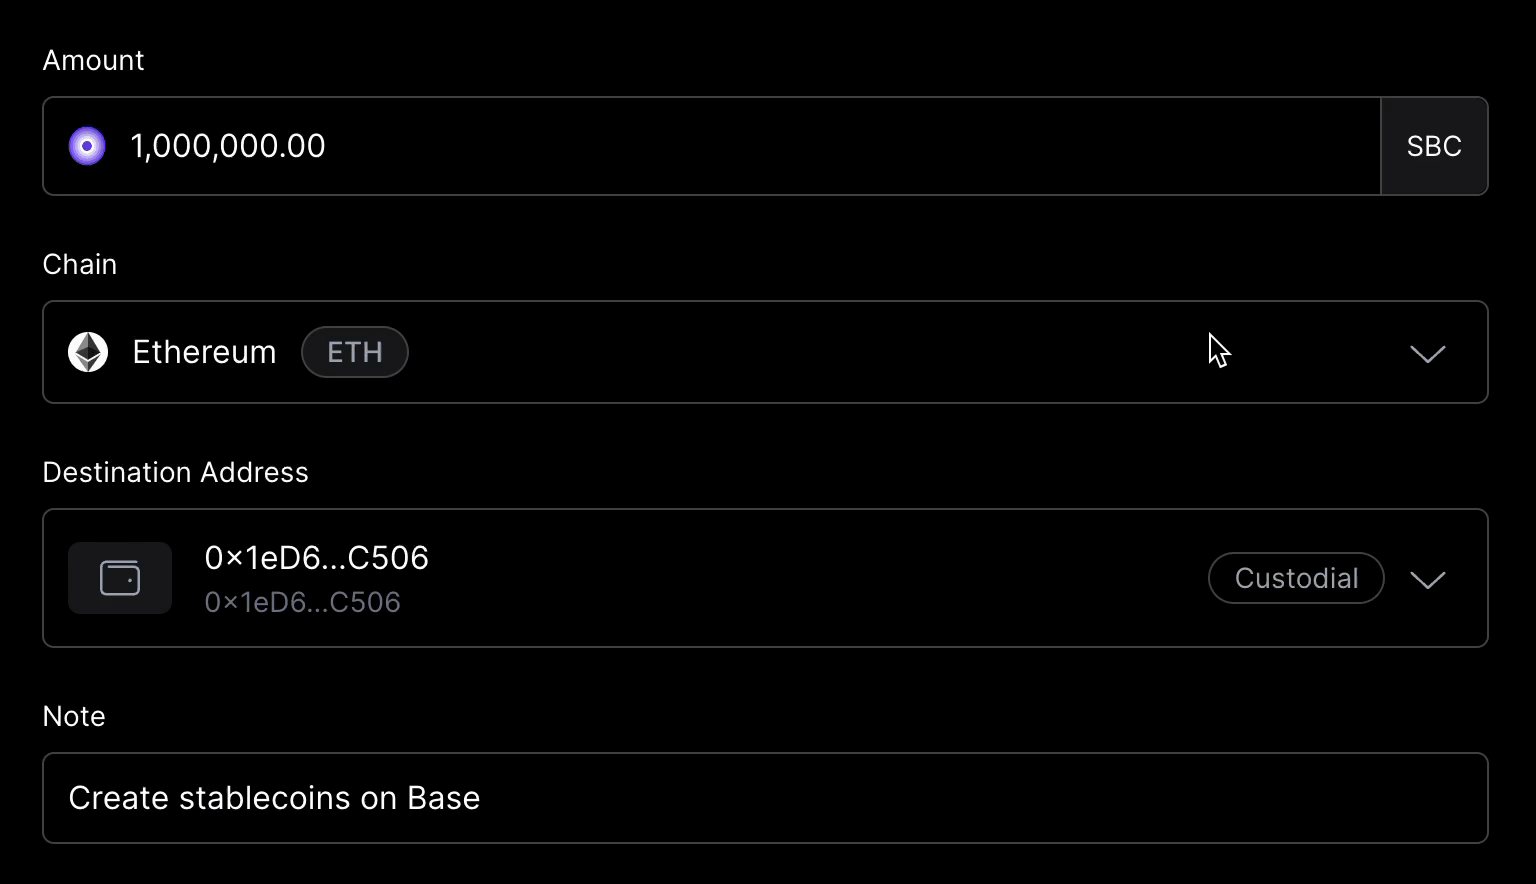 Amount
1,000,000.00 SBC
Chain
Ethereum ETH
Destination Address
0×1eD6...C506
0×1eD6...C506
Custodial
Note
Create stablecoins on Base